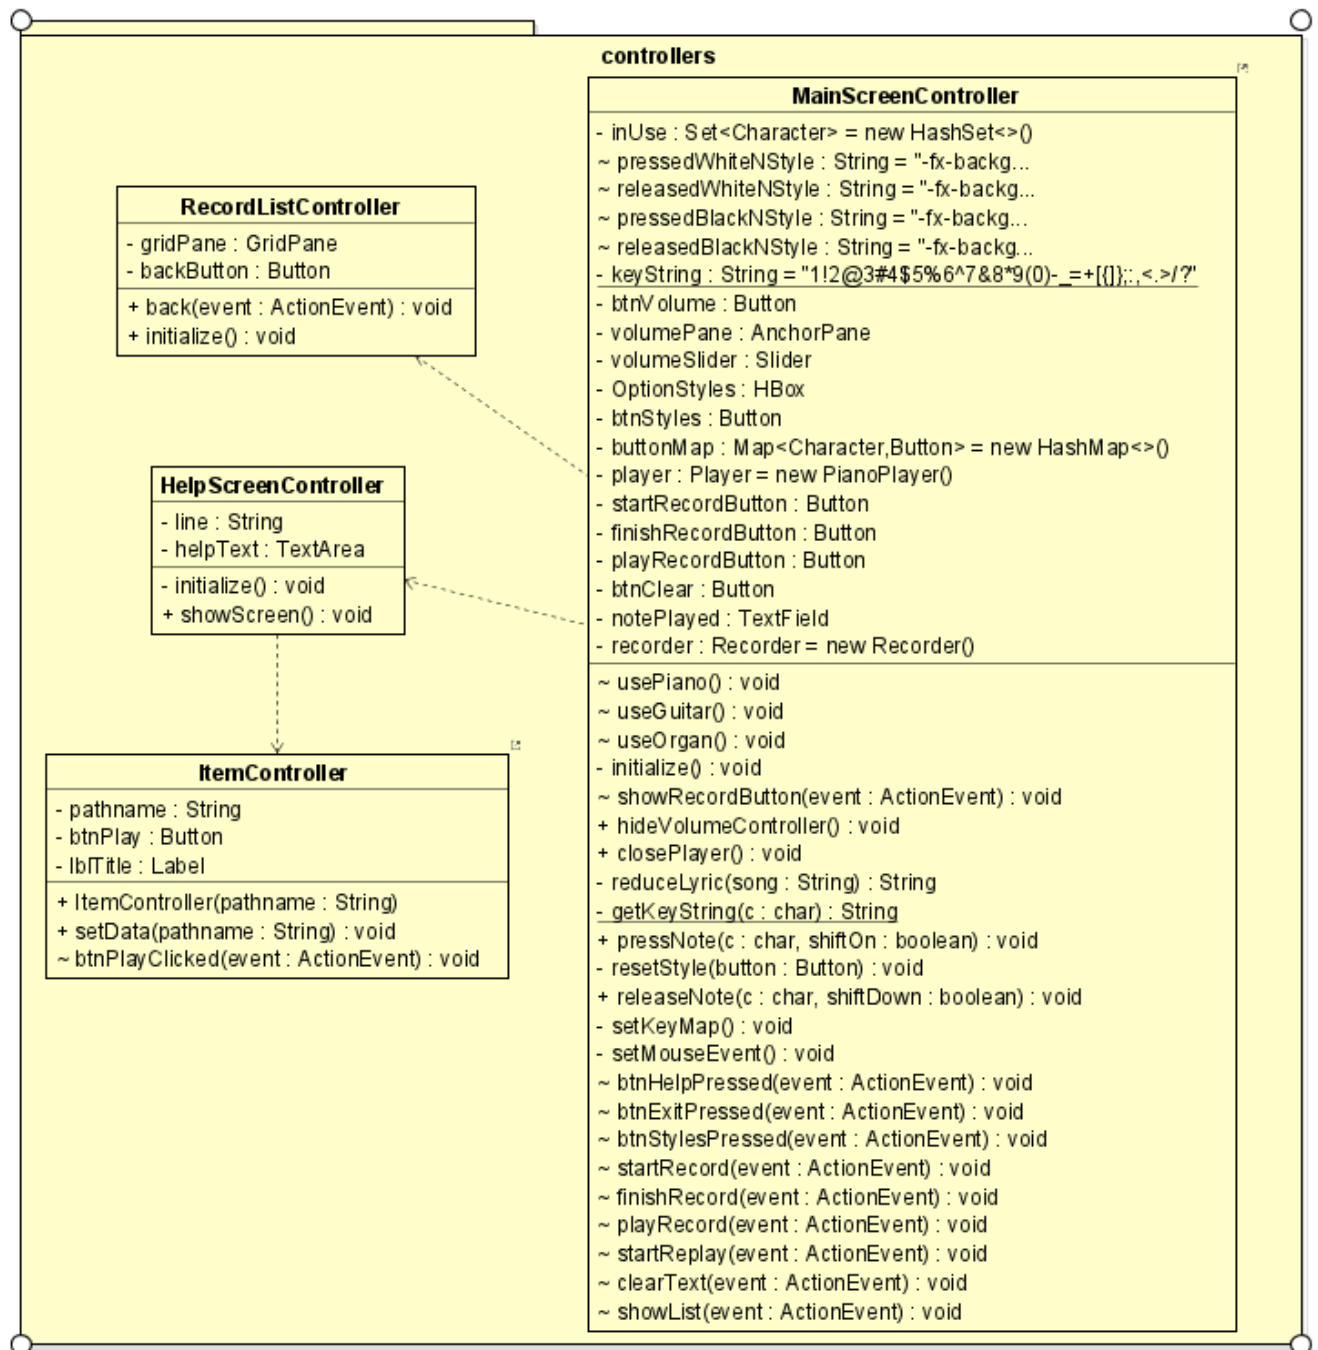 controllers
RecordListController
- gridPane : GridPane
- backButton : Button
+ back(event : ActionEvent) : void
+ initialize() : void
HelpScreenController
- line : String
- helpText : TextArea
- initialize() : void
+ showScreen() : void
ItemController
- pathname : String
- btnPlay : Button
- lblTitle : Label
+ ItemController(pathname : String)
+ setData(pathname : String) : void
~ btnPlayClicked(event : ActionEvent) : void
MainScreenController
- inUse : Set<Character> = new HashSet<>()
~ pressedWhiteNStyle : String = "-fx-backg...
~ releasedWhiteNStyle : String = "-fx-backg...
~ pressedBlackNStyle : String = "-fx-backg...
~ releasedBlackNStyle : String = "-fx-backg...
- keyString : String = "1!2@3#4$5%6^7&8*9(0)-_=+[{]};:,<.>/?"
- btnVolume : Button
- volumePane : AnchorPane
- volumeSlider : Slider
- OptionStyles : HBox
- btnStyles : Button
- buttonMap : Map<Character,Button> = new HashMap<>()
- player : Player = new PianoPlayer()
- startRecordButton : Button
- finishRecordButton : Button
- playRecordButton : Button
- btnClear : Button
- notePlayed : TextField
- recorder : Recorder = new Recorder()
~ usePiano() : void
~ useGuitar() : void
~ useOrgan() : void
- initialize() : void
~ showRecordButton(event : ActionEvent) : void
+ hideVolumeController() : void
+ closePlayer() : void
- reduceLyric(song : String) : String
- getKeyString(c : char) : String
+ pressNote(c : char, shiftOn : boolean) : void
- resetStyle(button : Button) : void
+ releaseNote(c : char, shiftDown : boolean) : void
- setKeyMap() : void
- setMouseEvent() : void
~ btnHelpPressed(event : ActionEvent) : void
~ btnExitPressed(event : ActionEvent) : void
~ btnStylesPressed(event : ActionEvent) : void
~ startRecord(event : ActionEvent) : void
~ finishRecord(event : ActionEvent) : void
~ playRecord(event : ActionEvent) : void
~ startReplay(event : ActionEvent) : void
~ clearText(event : ActionEvent) : void
~ showList(event : ActionEvent) : void